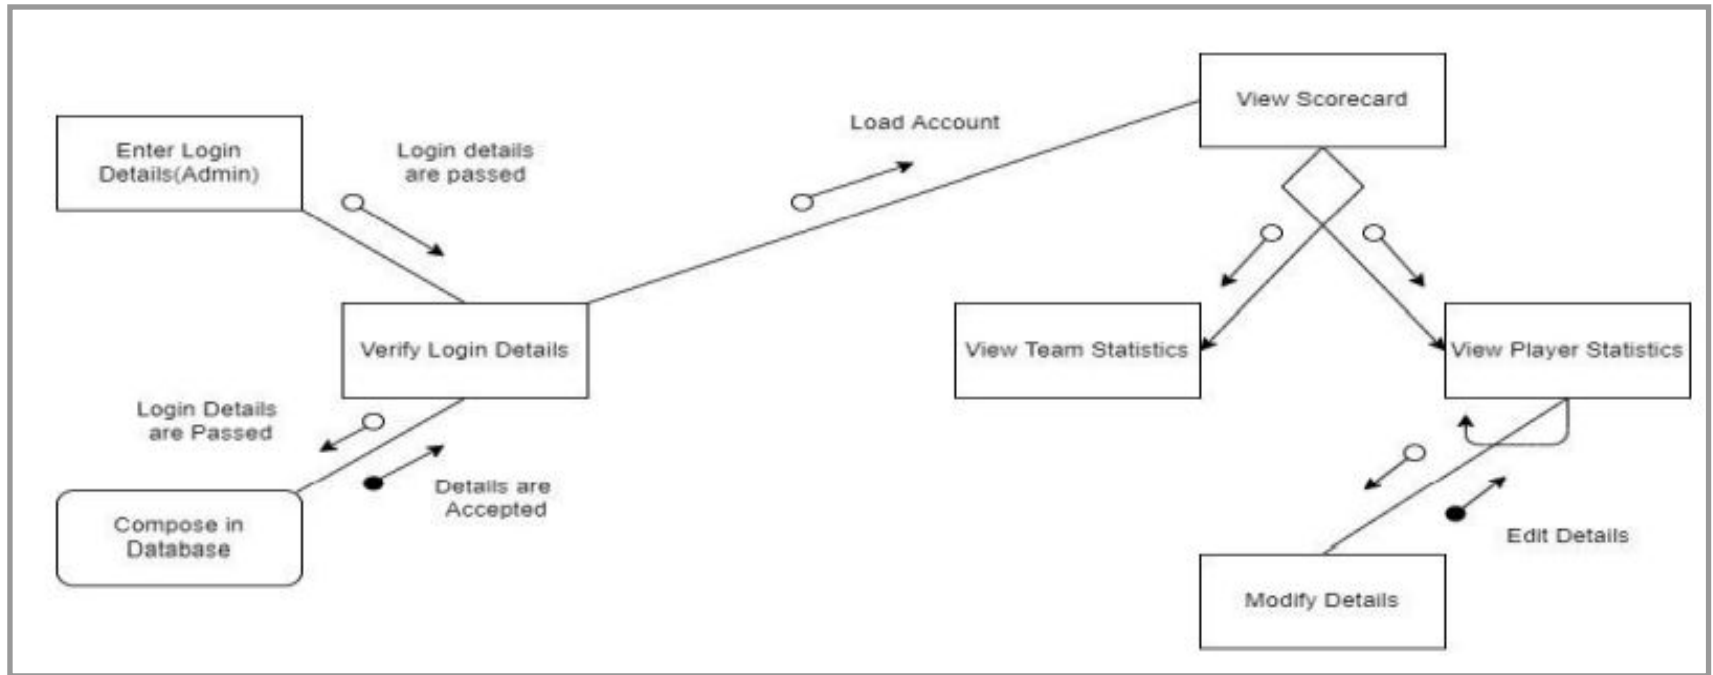 View Scorecard
Load Account
Enter Login
Details(Admin)
Login details
are passed
Verify Login Details
View Team Statistics
View Player Statistics
Login Details
are Passed
Details are
Accepted
Compose in
Database
Edit Details
Modify Details